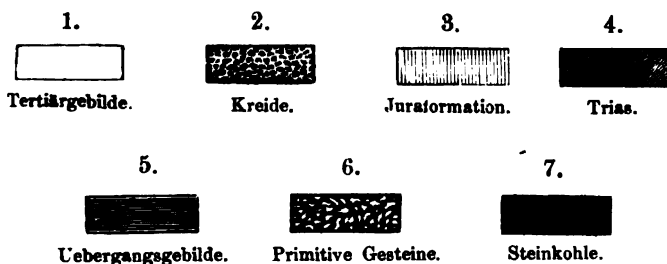 1. 2. 3. 4.
Tertiärgebilde. Kreide. Juraformation. Trias.
5. 6. 7.
Uebergangsgebilde. Primitive Gesteine. Steinkohle.